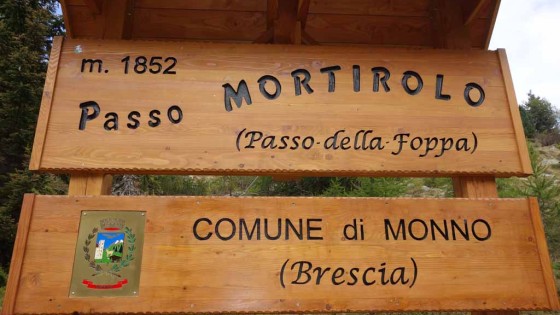 m. 1852
Passo MORTIROLO
(Passo della Foppa)
COMUNE di MONNO
(Brescia)